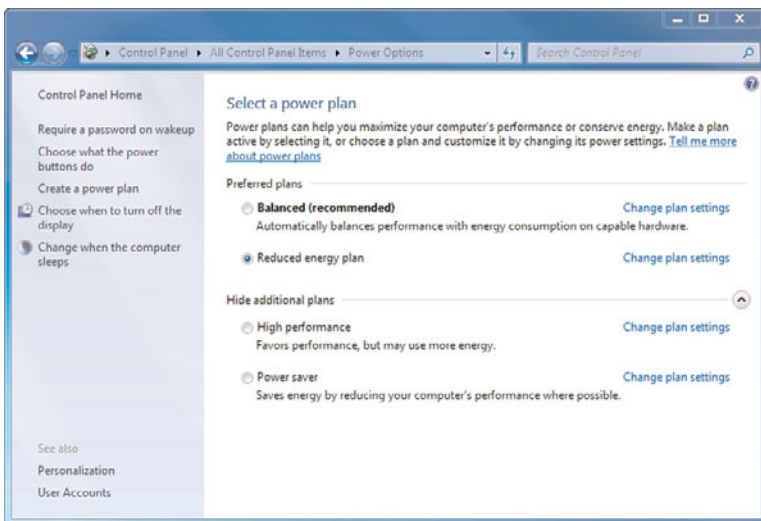 Control Panel ▸ All Control Panel Items ▸ Power Options
Search Control Panel
Control Panel Home
Require a password on wakeup
Choose what the power
buttons do
Create a power plan
Choose when to turn off the
display
Change when the computer
sleeps
See also
Personalization
User Accounts
Select a power plan
Power plans can help you maximize your computer's performance or conserve energy. Make a plan
active by selecting it, or choose a plan and customize it by changing its power settings. Tell me more
about power plans
Preferred plans
Balanced (recommended) Change plan settings
Automatically balances performance with energy consumption on capable hardware.
Reduced energy plan Change plan settings
Hide additional plans
High performance Change plan settings
Favors performance, but may use more energy.
Power saver Change plan settings
Saves energy by reducing your computer's performance where possible.